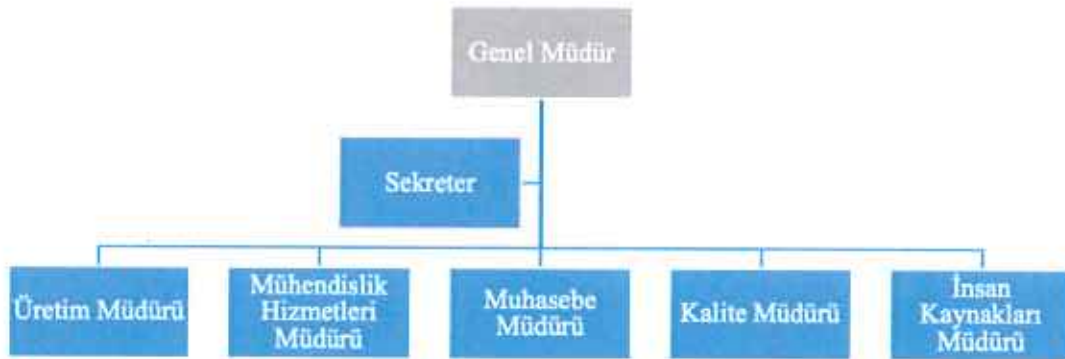 Genel Müdür
Sekreter
Üretim Müdürü
Mühendislik
Hizmetleri
Müdürü
Muhasebe
Müdürü
Kalite Müdürü
İnsan
Kaynakları
Müdürü